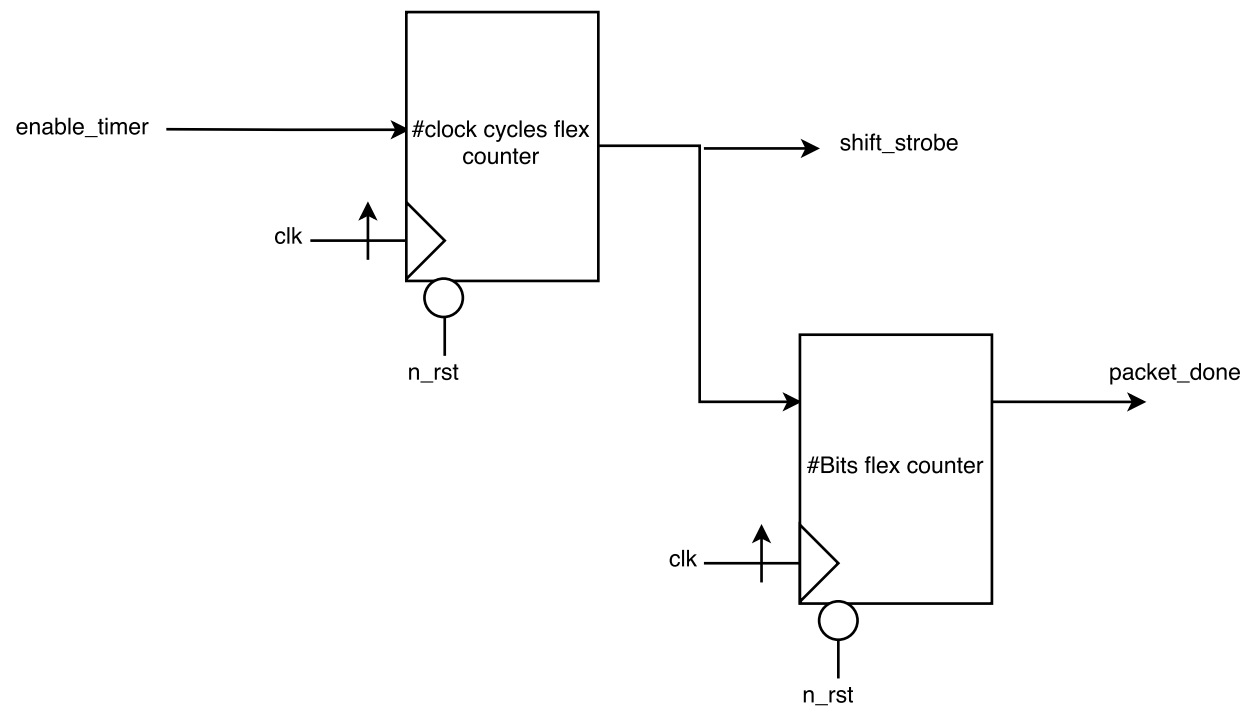 enable_timer
#clock cycles flex
counter
shift_strobe
clk
n_rst
packet_done
#Bits flex counter
clk
n_rst